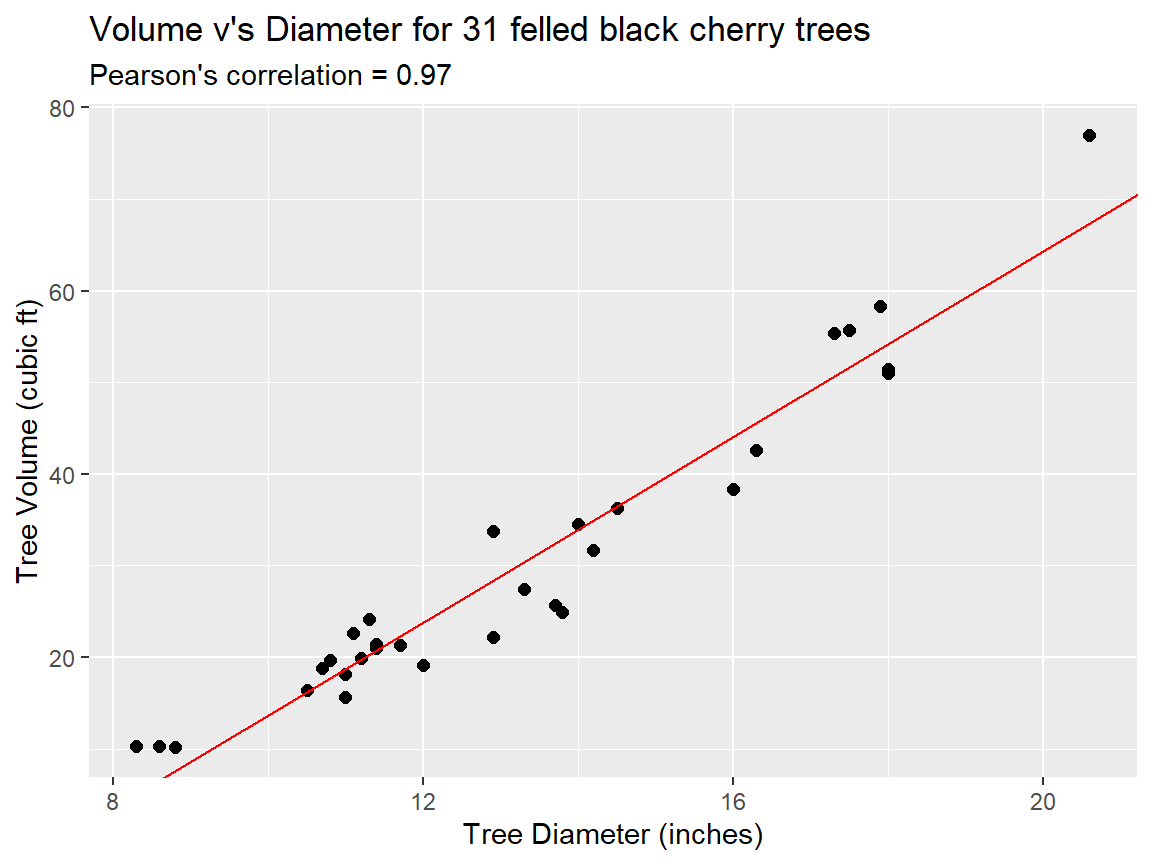 Volume v's Diameter for 31 felled black cherry trees
Pearson's correlation = 0.97
80
60
40
20
Tree Volume (cubic ft)
8 12 16 20
Tree Diameter (inches)